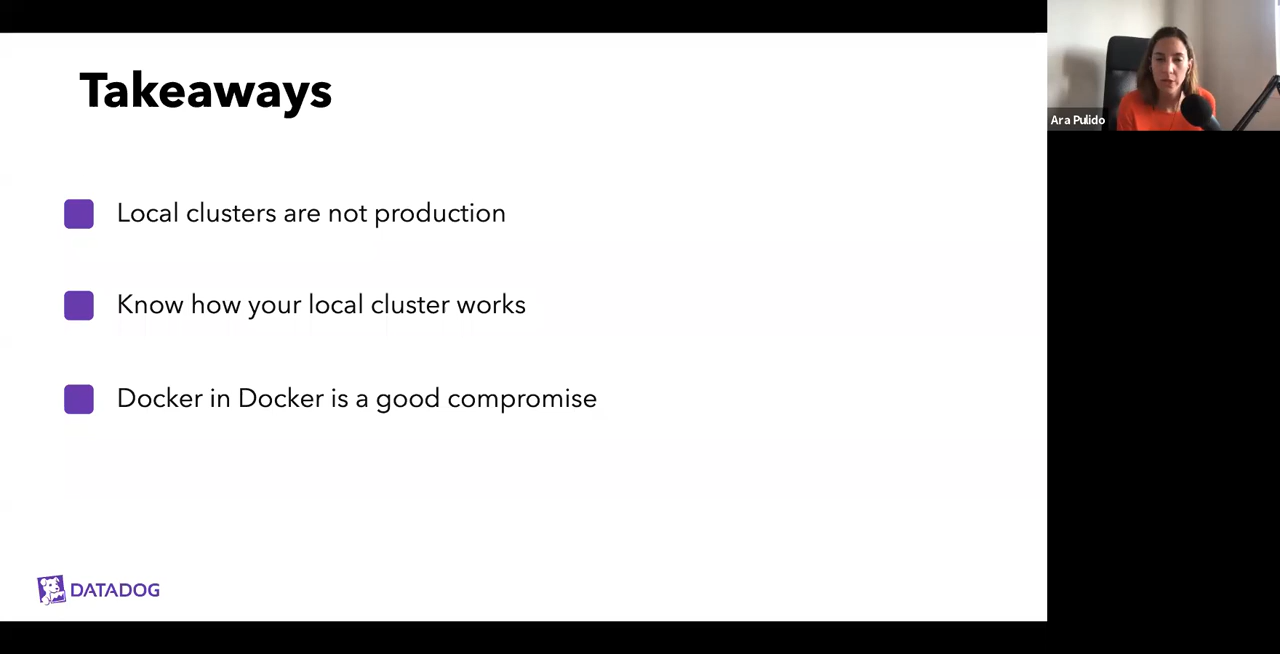 Takeaways
Local clusters are not production
Know how your local cluster works
Docker in Docker is a good compromise
DATADOG
Ara Pulido